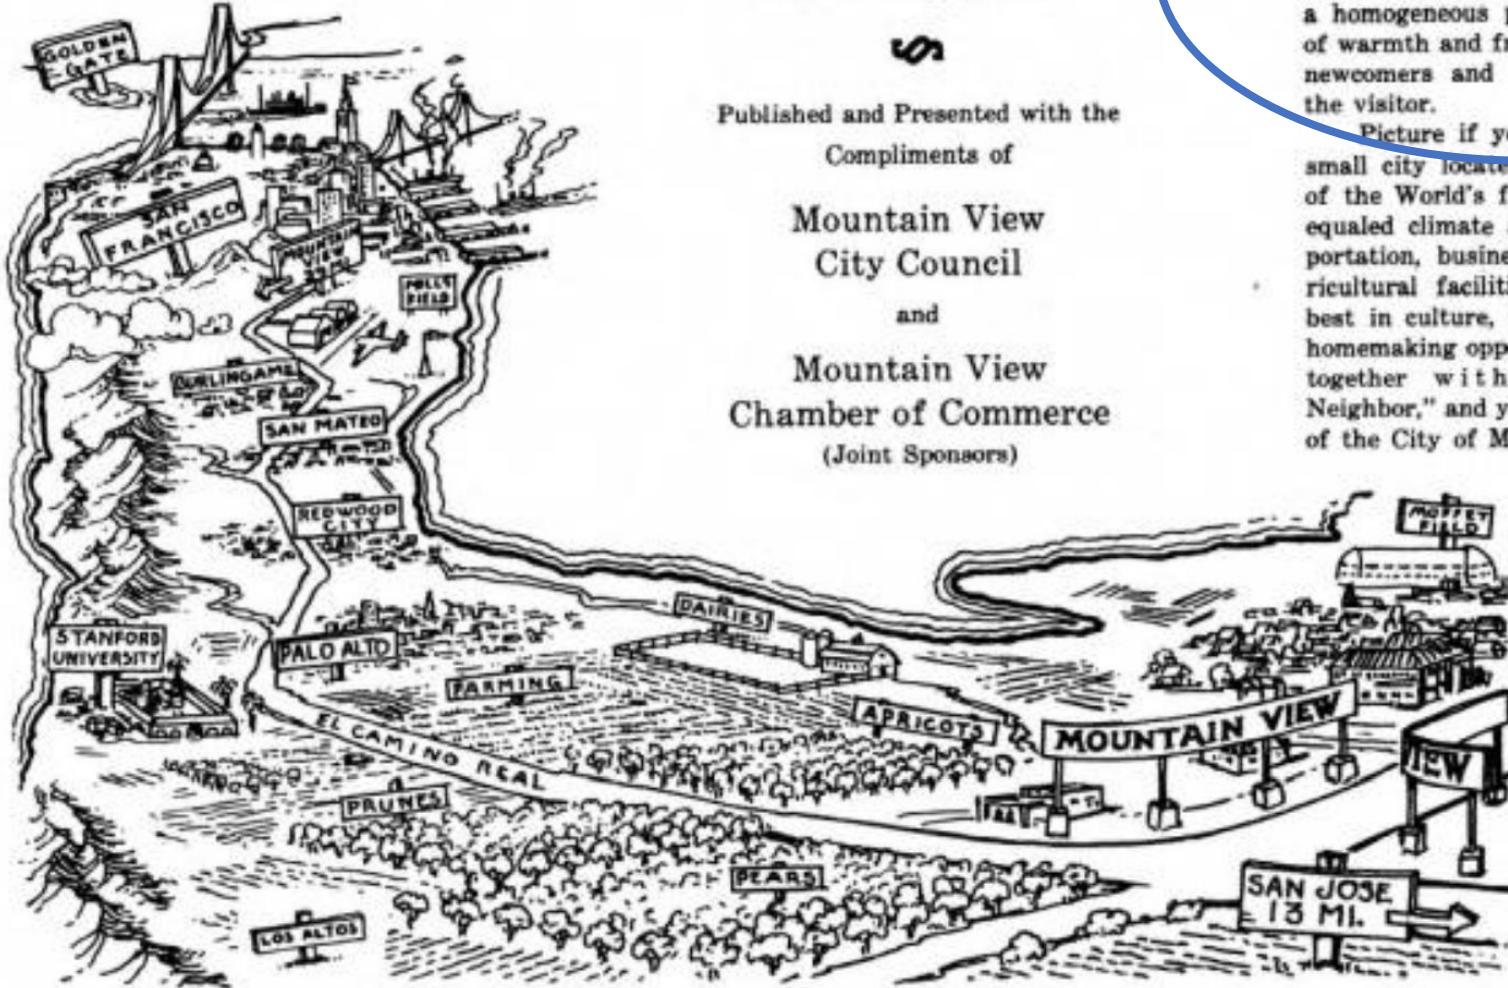 a homogeneous
of warmth and
newcomers and
the visitor.
Picture if
small city
of the World's
equaled climate
portation,
ricultural
best in culture,
homemaking
together with
Neighbor," and
of the City of
§
Published and Presented with the
Compliments of
Mountain View
City Council
and
Mountain View
Chamber of Commerce
(Joint Sponsors)
GOLDEN
GATE
SAN
FRANCISCO
MOUNTAIN
VIEW
MILLS
FIELD
BURLINGAME
SAN MATEO
REDWOOD
CITY
MOFFET
FIELD
STANFORD
UNIVERSITY
PALO ALTO
DAIRIES
FARMING
APRICOTS
MOUNTAIN VIEW
IEW
EL CAMINO REAL
PRUNES
PEARS
SAN JOSE
13 MI.
LOS ALTOS